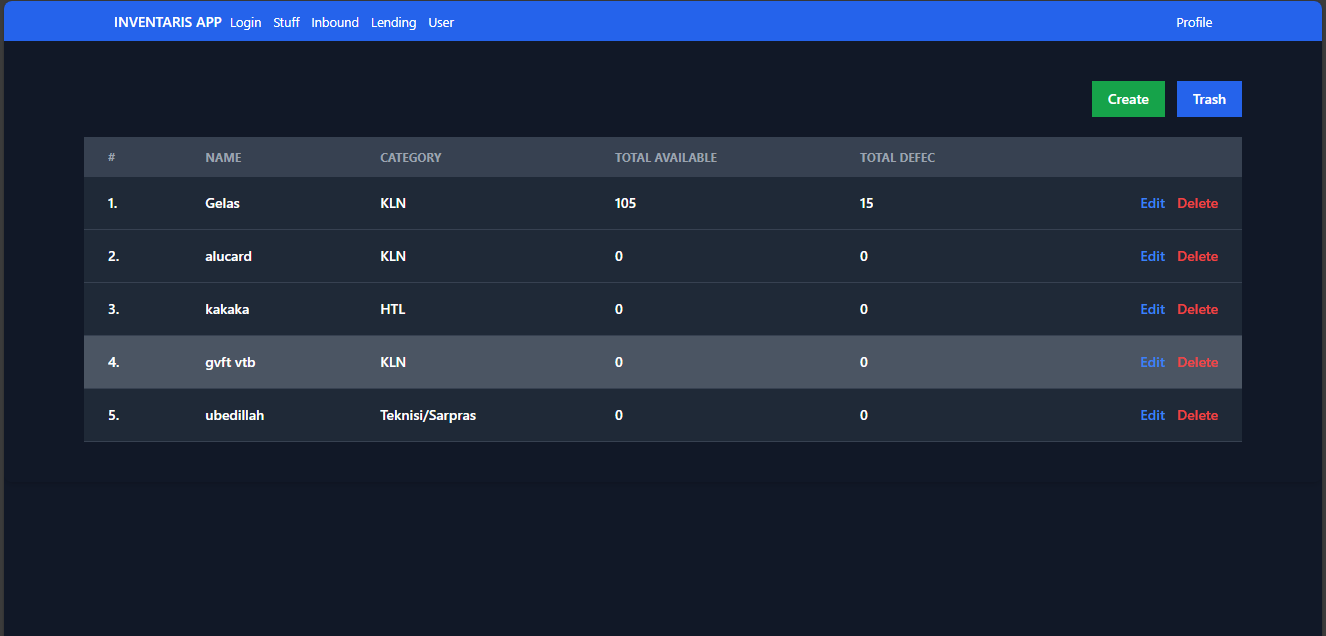 INVENTARIS APP Login Stuff Inbound Lending User Profile
Create Trash
# NAME CATEGORY TOTAL AVAILABLE TOTAL DEFEC
1. Gelas KLN 105 15 Edit Delete
2. alucard KLN 0 0 Edit Delete
3. kakaka HTL 0 0 Edit Delete
4. gvft vtb KLN 0 0 Edit Delete
5. ubedillah Teknisi/Sarpras 0 0 Edit Delete